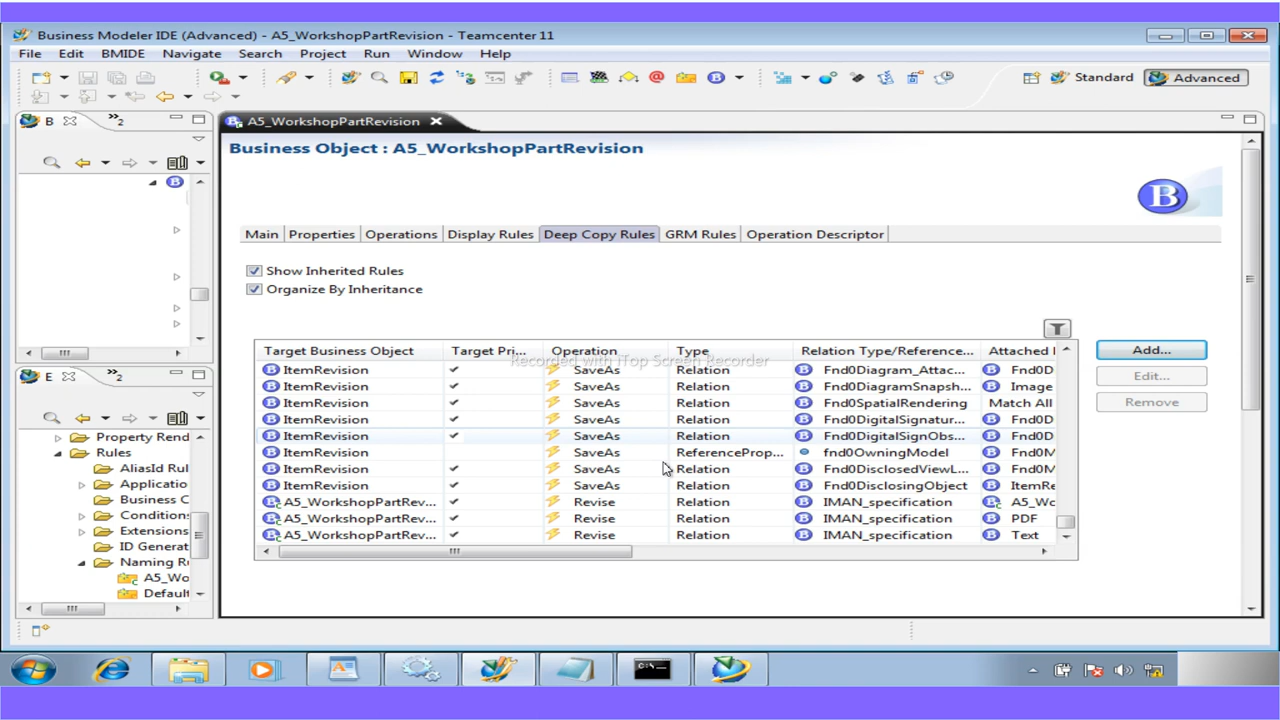 Business Modeler IDE (Advanced) - A5_WorkshopPartRevision - Teamcenter 11
File Edit BMIDE Navigate Search Project Run Window Help
Standard Advanced
B »2
A5_WorkshopPartRevision
Business Object : A5_WorkshopPartRevision
B
Main Properties Operations Display Rules Deep Copy Rules GRM Rules Operation Descriptor
Show Inherited Rules
Organize By Inheritance
Target Business Object Target Pri... Operation Type Relation Type/Reference... Attached
Recorded with iTop Screen Recorder
ItemRevision SaveAs Relation Fnd0Diagram_Attac... Fnd0D
ItemRevision SaveAs Relation Fnd0DiagramSnapsh... Image
ItemRevision SaveAs Relation Fnd0SpatialRendering Match All
ItemRevision SaveAs Relation Fnd0DigitalSignatur... Fnd0D
ItemRevision SaveAs Relation Fnd0DigitalSignObs... Fnd0D
ItemRevision SaveAs ReferenceProp... fnd0OwningModel Fnd0M
ItemRevision SaveAs Relation Fnd0DisclosedViewL... Fnd0M
ItemRevision SaveAs Relation Fnd0DisclosingObject ItemRe
A5_WorkshopPartRev... Revise Relation IMAN_specification A5_Wo
A5_WorkshopPartRev... Revise Relation IMAN_specification PDF
A5_WorkshopPartRev... Revise Relation IMAN_specification Text
Add...
Edit...
Remove
E »2
Property Rend
Rules
AliasId Rul
Applicatio
Business C
Condition
Extensions
ID Generat
Naming R
A5_Wo
Default